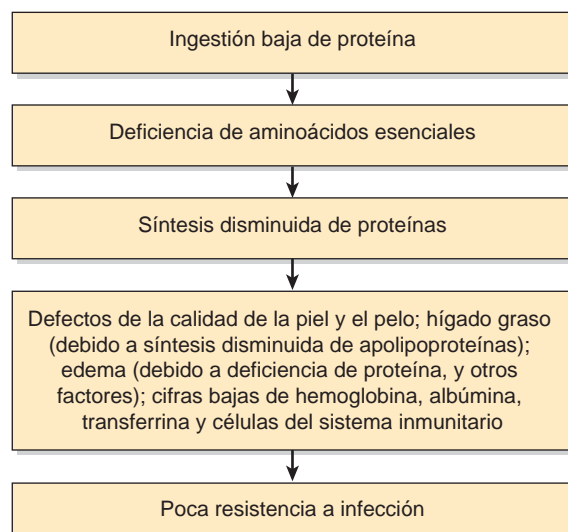 Ingestión baja de proteína
Deficiencia de aminoácidos esenciales
Síntesis disminuida de proteínas
Defectos de la calidad de la piel y el pelo; hígado graso
(debido a síntesis disminuida de apolipoproteínas);
edema (debido a deficiencia de proteína, y otros
factores); cifras bajas de hemoglobina, albúmina,
transferrina y células del sistema inmunitario
Poca resistencia a infección